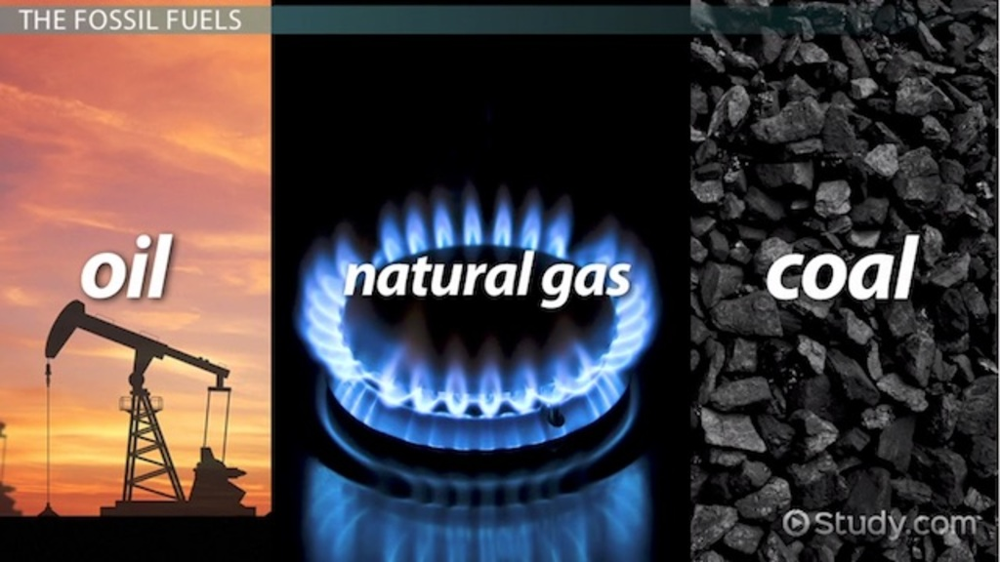 THE FOSSIL FUELS
oil
natural gas
coal
Study.com